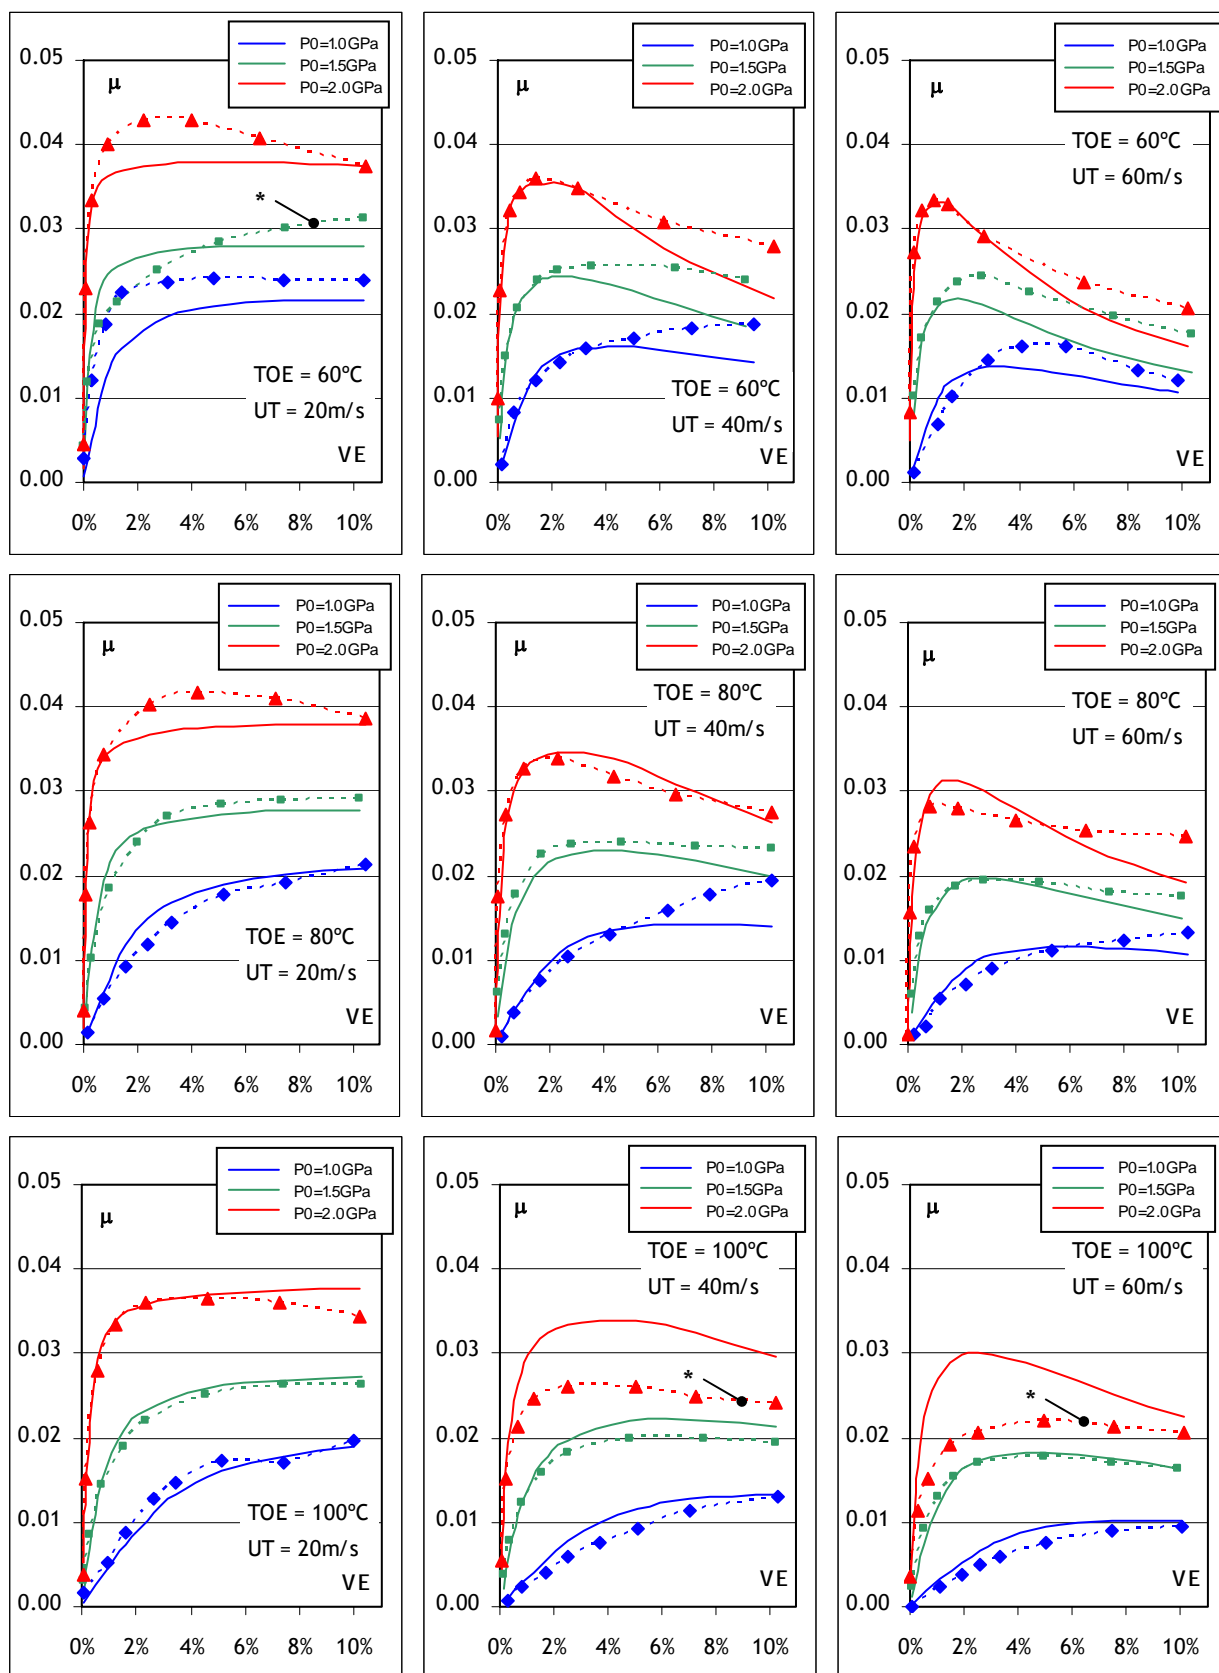 P0=1.0GPa
P0=1.5GPa
P0=2.0GPa
0.05
0.04
0.03
0.02
0.01
0.00
μ
*
TOE = 60ºC
UT = 20m/s
VE
0% 2% 4% 6% 8% 10%
P0=1.0GPa
P0=1.5GPa
P0=2.0GPa
0.05
0.04
0.03
0.02
0.01
0.00
μ
TOE = 60ºC
UT = 40m/s
VE
0% 2% 4% 6% 8% 10%
P0=1.0GPa
P0=1.5GPa
P0=2.0GPa
0.05
0.04
0.03
0.02
0.01
0.00
μ
TOE = 60ºC
UT = 60m/s
VE
0% 2% 4% 6% 8% 10%
P0=1.0GPa
P0=1.5GPa
P0=2.0GPa
0.05
0.04
0.03
0.02
0.01
0.00
μ
TOE = 80ºC
UT = 20m/s
VE
0% 2% 4% 6% 8% 10%
P0=1.0GPa
P0=1.5GPa
P0=2.0GPa
0.05
0.04
0.03
0.02
0.01
0.00
μ
TOE = 80ºC
UT = 40m/s
VE
0% 2% 4% 6% 8% 10%
P0=1.0GPa
P0=1.5GPa
P0=2.0GPa
0.05
0.04
0.03
0.02
0.01
0.00
μ
TOE = 80ºC
UT = 60m/s
VE
0% 2% 4% 6% 8% 10%
P0=1.0GPa
P0=1.5GPa
P0=2.0GPa
0.05
0.04
0.03
0.02
0.01
0.00
μ
TOE = 100ºC
UT = 20m/s
VE
0% 2% 4% 6% 8% 10%
P0=1.0GPa
P0=1.5GPa
P0=2.0GPa
0.05
0.04
0.03
0.02
0.01
0.00
μ
TOE = 100ºC
UT = 40m/s
*
VE
0% 2% 4% 6% 8% 10%
P0=1.0GPa
P0=1.5GPa
P0=2.0GPa
0.05
0.04
0.03
0.02
0.01
0.00
μ
TOE = 100ºC
UT = 60m/s
*
VE
0% 2% 4% 6% 8% 10%